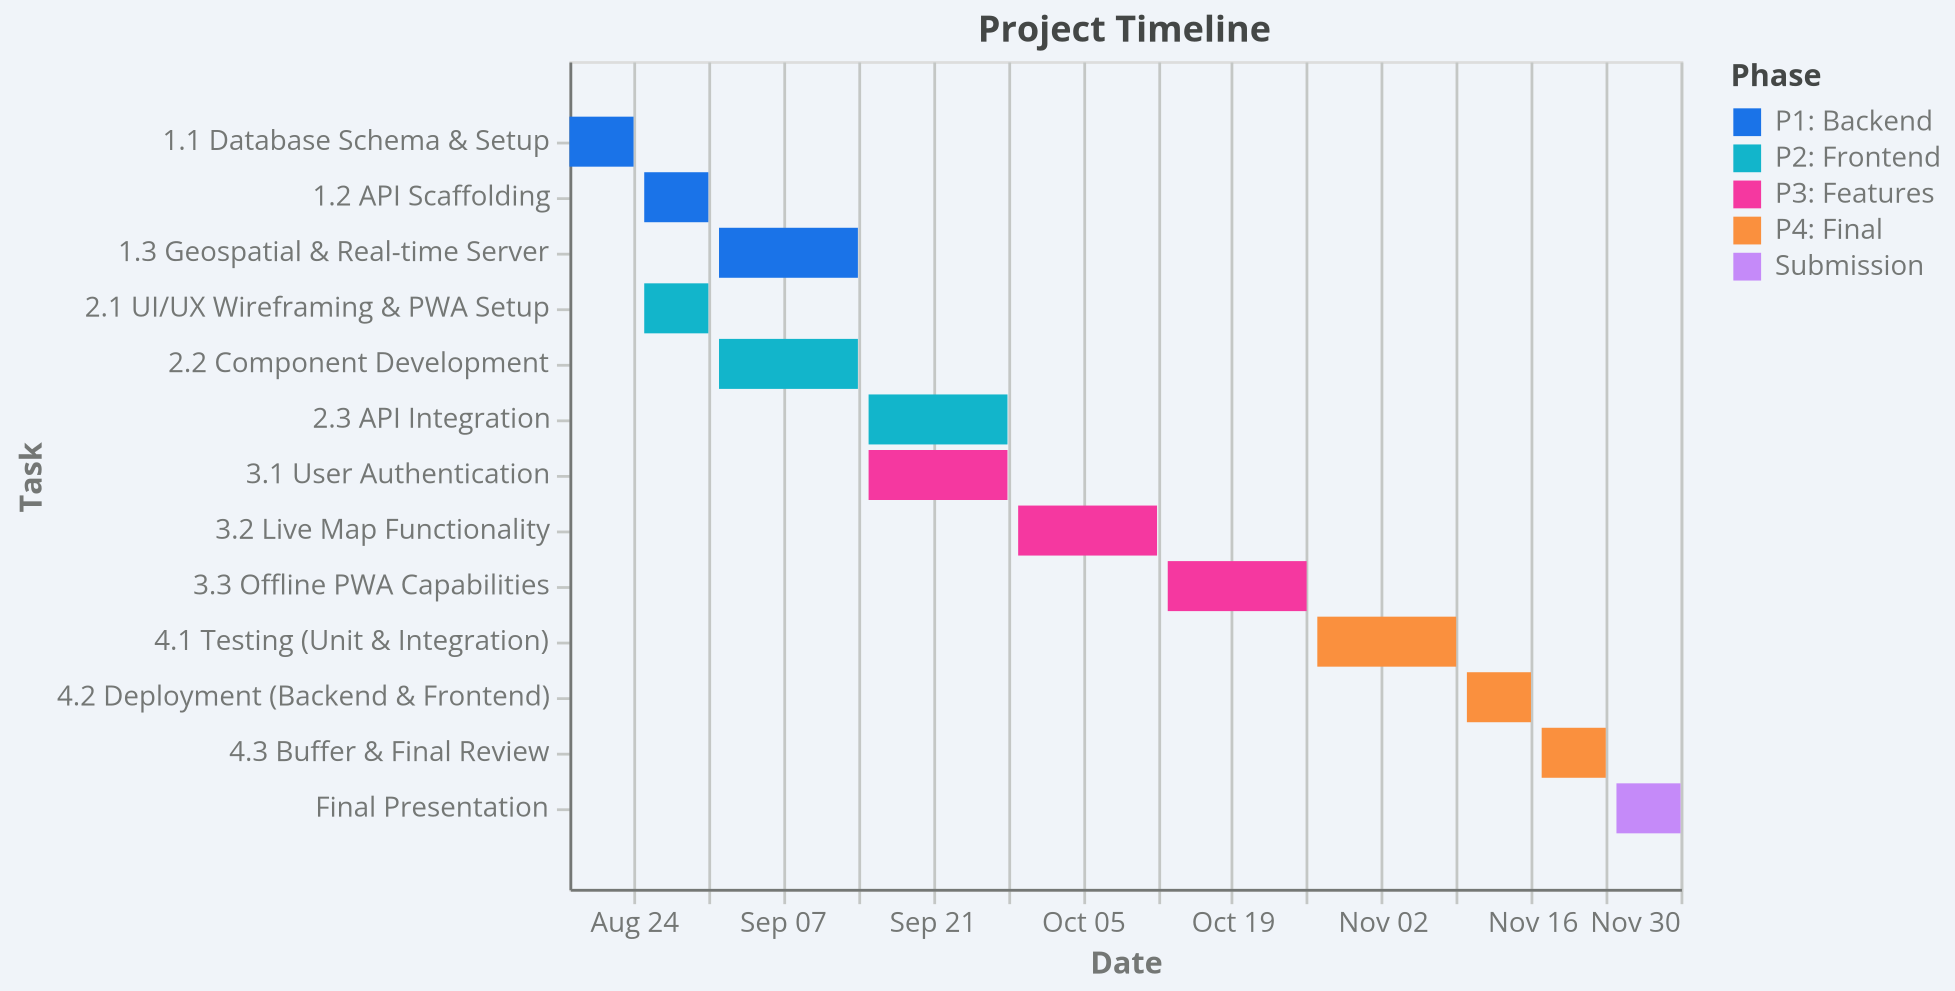 Project Timeline
Phase
P1: Backend
P2: Frontend
P3: Features
P4: Final
Submission
Task
1.1 Database Schema & Setup
1.2 API Scaffolding
1.3 Geospatial & Real-time Server
2.1 UI/UX Wireframing & PWA Setup
2.2 Component Development
2.3 API Integration
3.1 User Authentication
3.2 Live Map Functionality
3.3 Offline PWA Capabilities
4.1 Testing (Unit & Integration)
4.2 Deployment (Backend & Frontend)
4.3 Buffer & Final Review
Final Presentation
Aug 24 Sep 07 Sep 21 Oct 05 Oct 19 Nov 02 Nov 16 Nov 30
Date